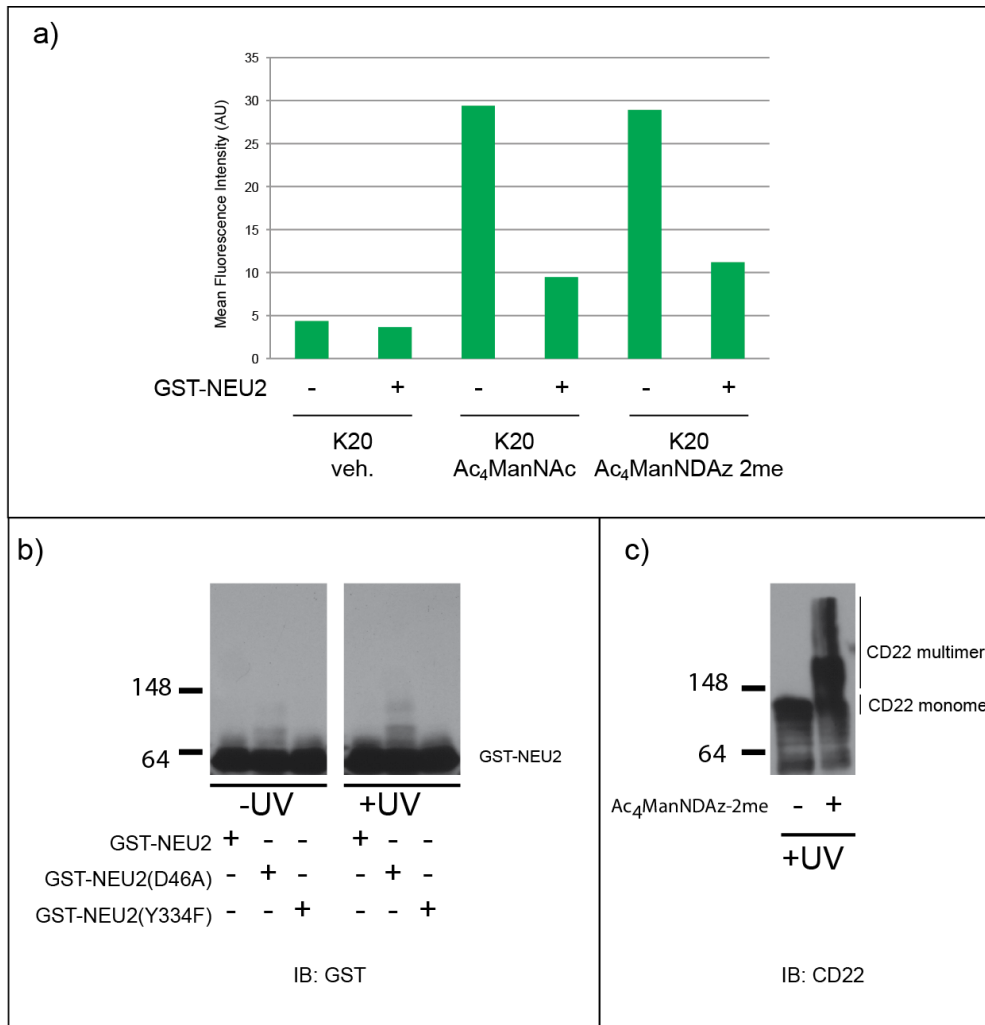 a)
Mean Fluorescence Intensity (AU)
35
30
25
20
15
10
5
0
GST-NEU2 - + - + - +
K20 K20 K20
veh. Ac₄ManNAc Ac₄ManNDAz 2me
b)
148
64
GST-NEU2
-UV +UV
GST-NEU2 + - - + - -
GST-NEU2(D46A) - + - - + -
GST-NEU2(Y334F) - - + - - +
IB: GST
c)
CD22 multimer
148
CD22 monome
64
Ac₄ManNDAz-2me - +
+UV
IB: CD22